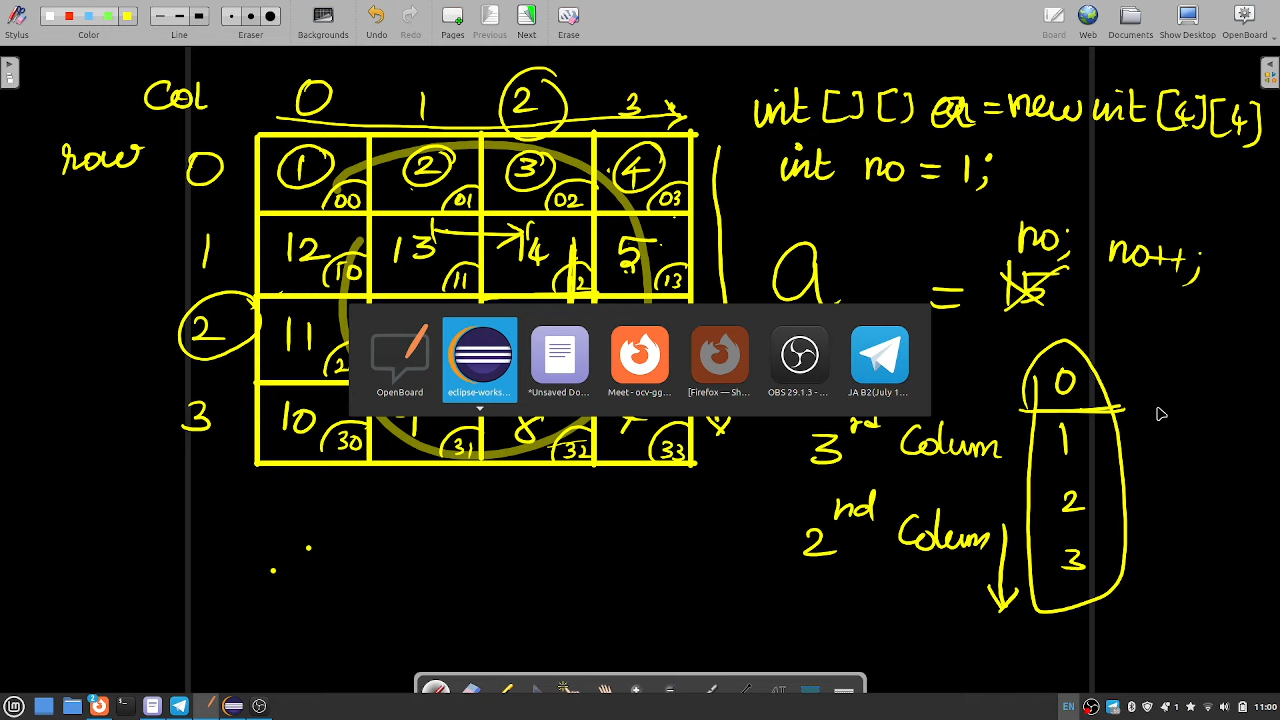 Stylus
Color
Line
Eraser
Backgrounds
Undo
Redo
Pages
Previous
Next
Erase
Board
Web
Documents
Show Desktop
OpenBoard
Col 0 1 2 3
row
0 1 00 2 01 3 02 4 03
1 12 10 13 11 14 12 5 13
2 11
3 10 30 31 8 32 33
int [] [] a = new int [4][4]
int no = 1;
no; no++;
a =
0
1
2
3
3rd Column
2nd Column
OpenBoard
eclipse-works...
*Unsaved Do...
Meet - ocv-gg...
[Firefox — Sh...
OBS 29.1.3 - ...
JA B2(July 1...
2
EN
1
11:00